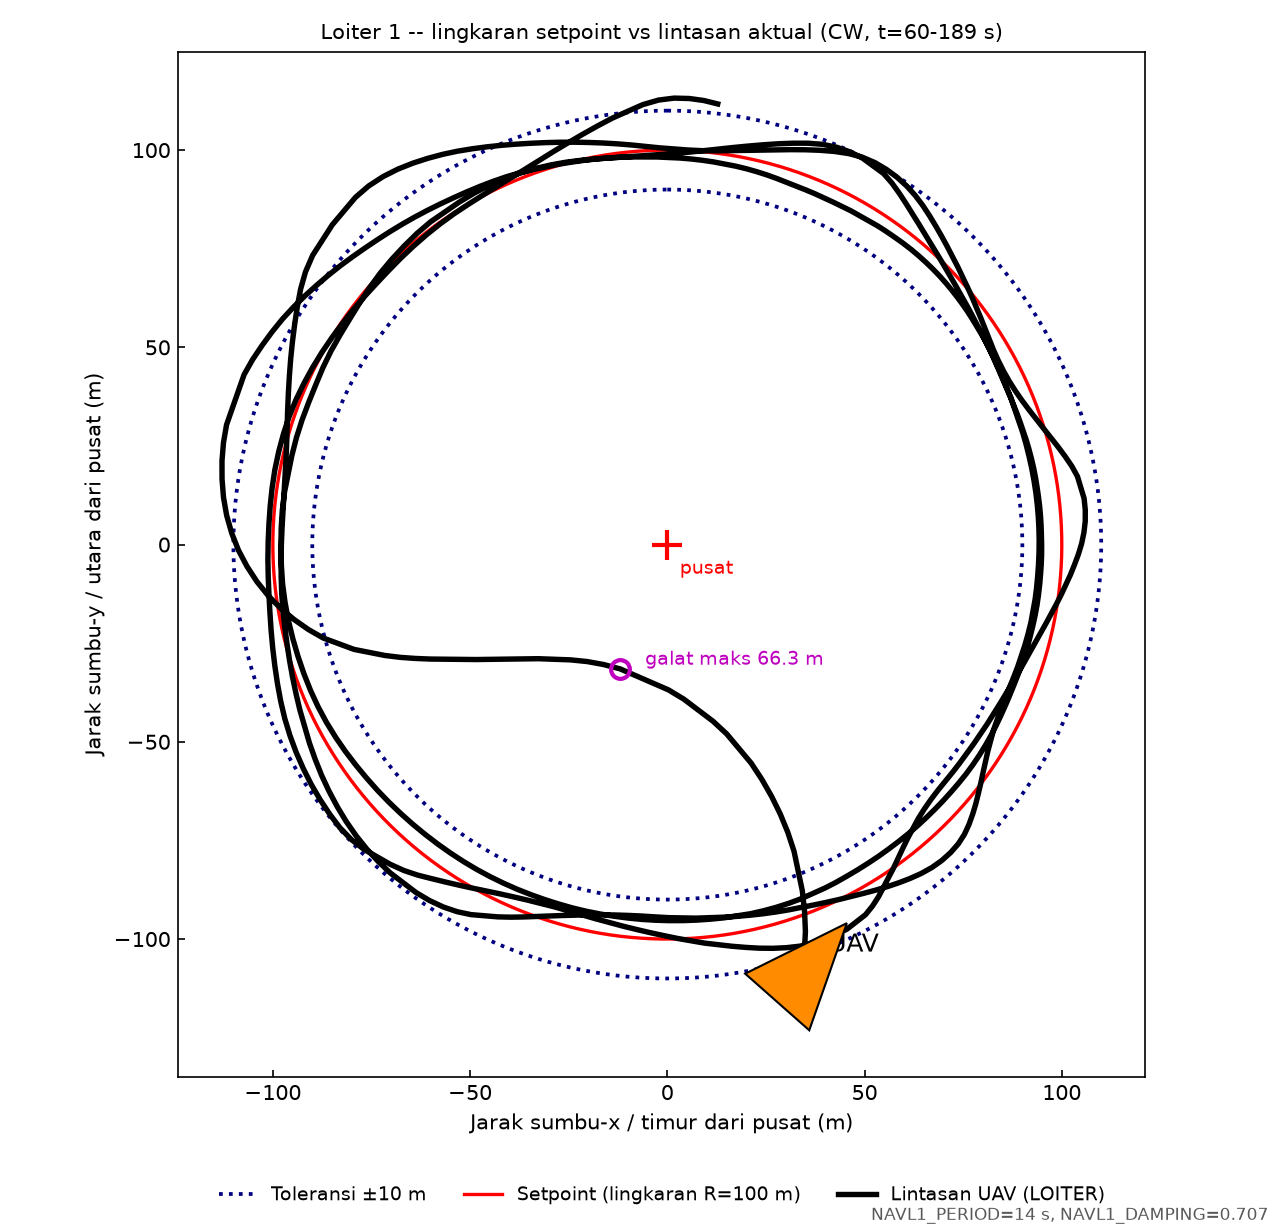 Loiter 1 -- lingkaran setpoint vs lintasan aktual (CW, t=60-189 s)
Jarak sumbu-y / utara dari pusat (m)
100
50
0
−50
−100
pusat
galat maks 66.3 m
UAV
−100
−50
0
50
100
Jarak sumbu-x / timur dari pusat (m)
Toleransi ±10 m
Setpoint (lingkaran R=100 m)
Lintasan UAV (LOITER)
NAVL1_PERIOD=14 s, NAVL1_DAMPING=0.707